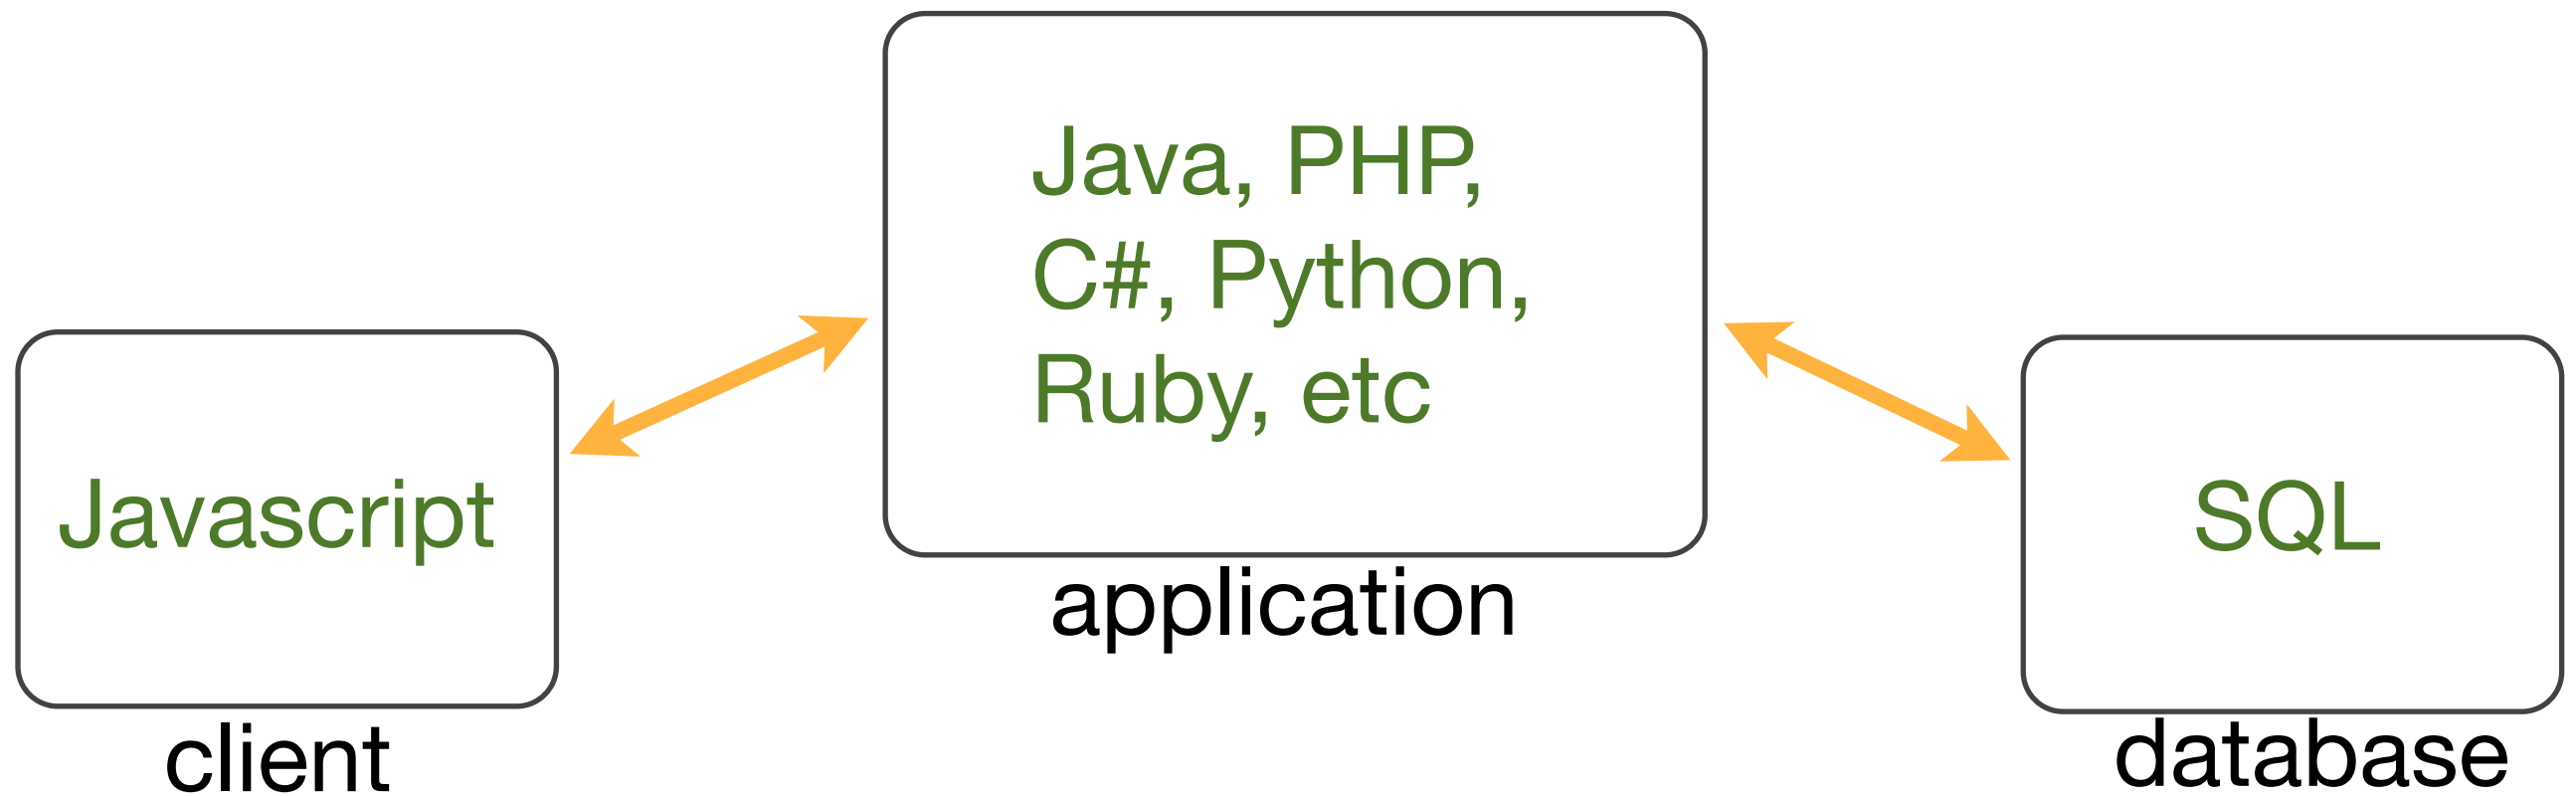 Java, PHP,
C#, Python,
Ruby, etc
Javascript
SQL
application
client
database